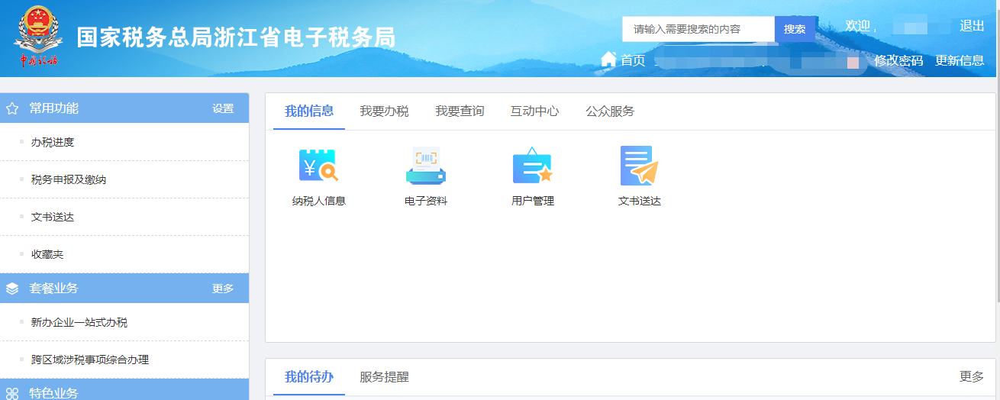 国家税务总局浙江省电子税务局
中国税务
请输入需要搜索的内容 搜索
欢迎, 退出
首页 修改密码 更新信息
常用功能 设置
办税进度
税务申报及缴纳
文书送达
收藏夹
套餐业务 更多
新办企业一站式办税
跨区域涉税事项综合办理
特色业务
我的信息 我要办税 我要查询 互动中心 公众服务
纳税人信息 电子资料 用户管理 文书送达
我的待办 服务提醒 更多